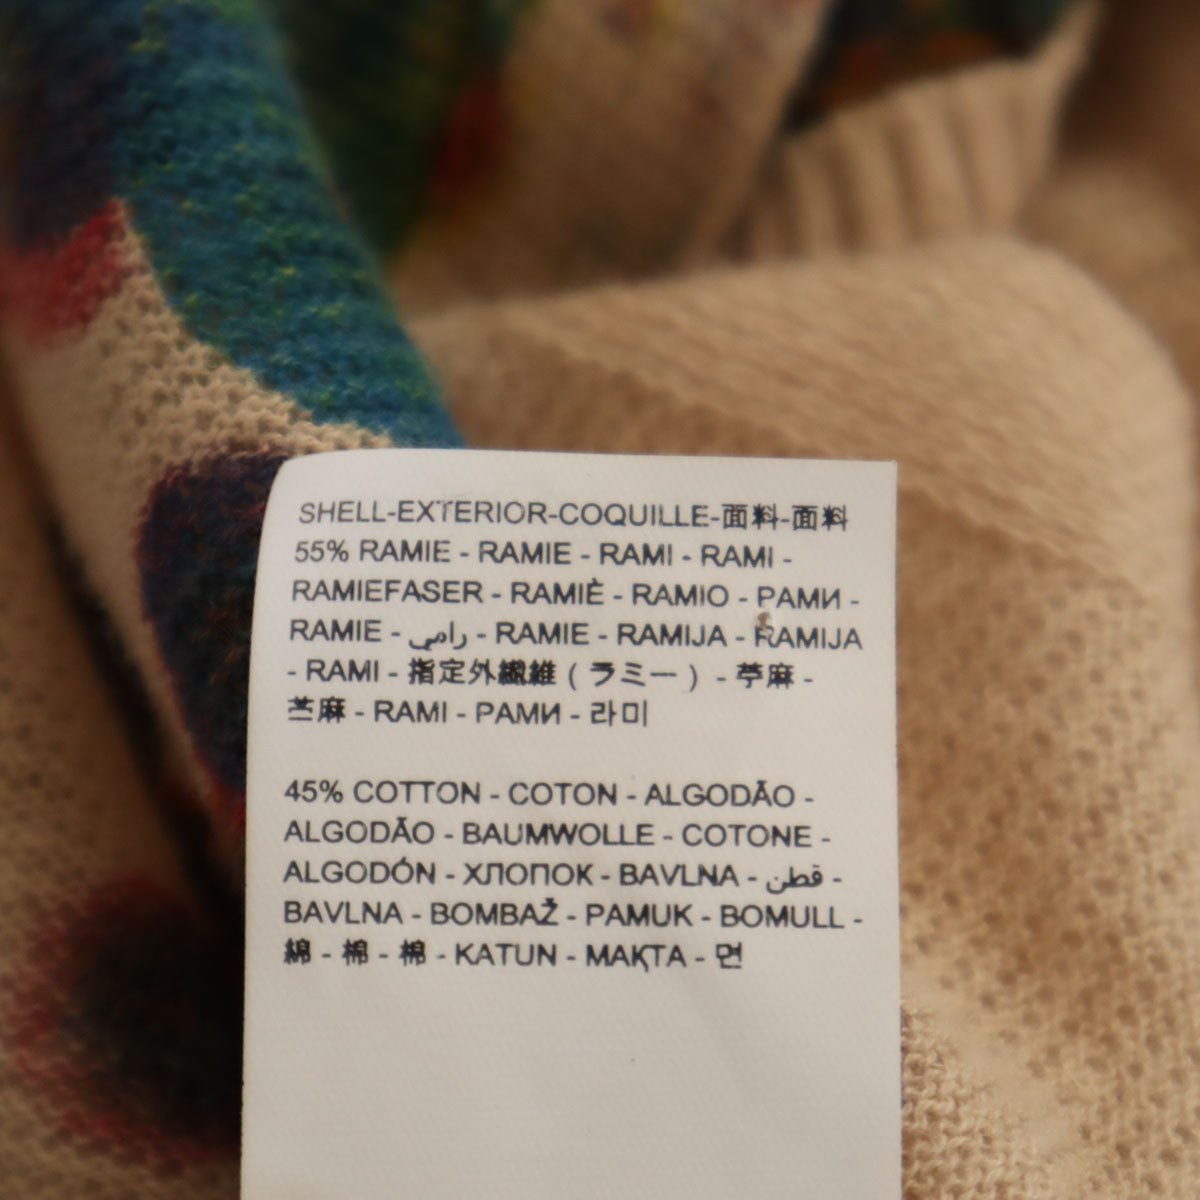 SHELL-EXTERIOR-COQUILLE-面料-面料
55% RAMIE - RAMIE - RAMI - RAMI -
RAMIEFASER - RAMIÈ - RAMIO - РАМИ -
RAMIE - رامي - RAMIE - RAMIJA - RAMIJA
- RAMI - 指定外繊維 ( ラミー ) - 苧麻 -
苎麻 - RAMI - РАМИ - 라미
45% COTTON - COTON - ALGODÃO -
ALGODÃO - BAUMWOLLE - COTONE -
ALGODÓN - ХЛОПОК - BAVLNA - قطن -
BAVLNA - BOMBAŽ - PAMUK - BOMULL -
綿 - 棉 - 棉 - KATUN - МАҚТА - 면